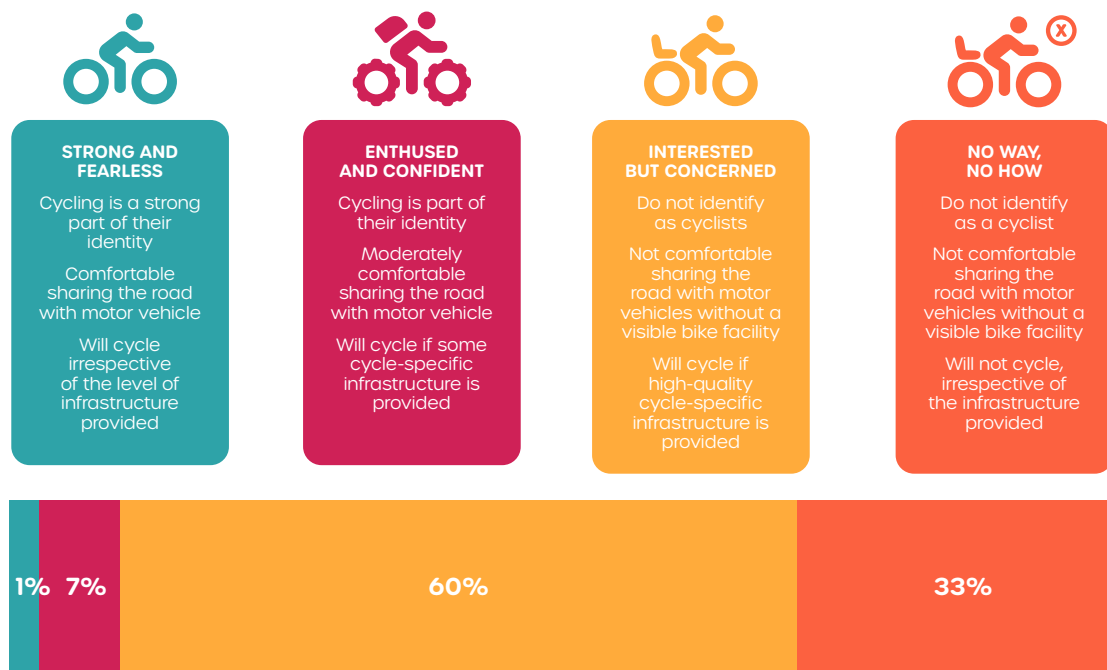 X
STRONG AND
FEARLESS
Cycling is a strong
part of their
identity
Comfortable
sharing the road
with motor vehicle
Will cycle
irrespective
of the level of
infrastructure
provided
ENTHUSED
AND CONFIDENT
Cycling is part of
their identity
Moderately
comfortable
sharing the road
with motor vehicle
Will cycle if some
cycle-specific
infrastructure is
provided
INTERESTED
BUT CONCERNED
Do not identify
as cyclists
Not comfortable
sharing the
road with motor
vehicles without a
visible bike facility
Will cycle if
high-quality
cycle-specific
infrastructure is
provided
NO WAY,
NO HOW
Do not identify
as a cyclist
Not comfortable
sharing the
road with motor
vehicles without a
visible bike facility
Will not cycle,
irrespective of
the infrastructure
provided
1% 7% 60% 33%